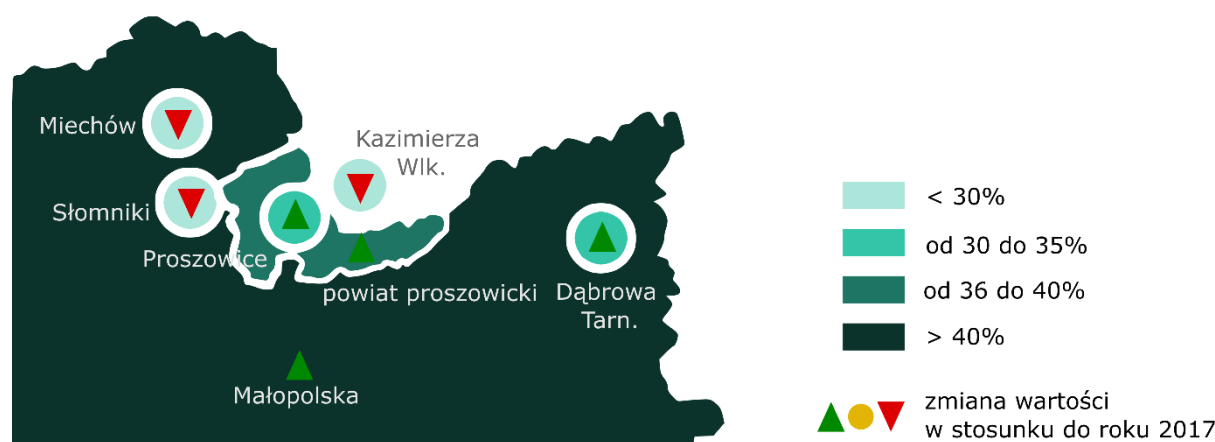 Miechów
Kazimierza
Wlk.
Słomniki
Proszowice
powiat proszowicki
Dąbrowa
Tarn.
Małopolska
< 30%
od 30 do 35%
od 36 do 40%
> 40%
zmiana wartości
w stosunku do roku 2017